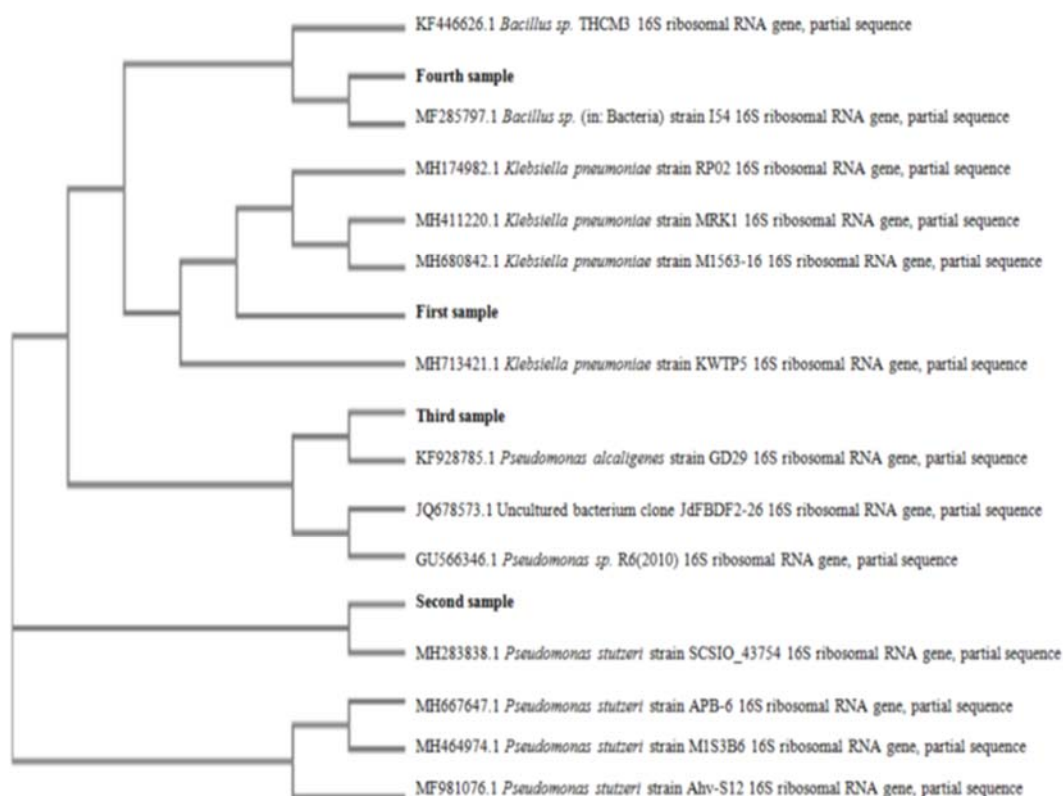 KF446626.1 Bacillus sp. THCM3 16S ribosomal RNA gene, partial sequence
Fourth sample
MF285797.1 Bacillus sp. (in: Bacteria) strain I54 16S ribosomal RNA gene, partial sequence
MH174982.1 Klebsiella pneumoniae strain RP02 16S ribosomal RNA gene, partial sequence
MH411220.1 Klebsiella pneumoniae strain MRK1 16S ribosomal RNA gene, partial sequence
MH680842.1 Klebsiella pneumoniae strain M1563-16 16S ribosomal RNA gene, partial sequence
First sample
MH713421.1 Klebsiella pneumoniae strain KWTP5 16S ribosomal RNA gene, partial sequence
Third sample
KF928785.1 Pseudomonas alcaligenes strain GD29 16S ribosomal RNA gene, partial sequence
JQ678573.1 Uncultured bacterium clone JdFBDF2-26 16S ribosomal RNA gene, partial sequence
GU566346.1 Pseudomonas sp. R6(2010) 16S ribosomal RNA gene, partial sequence
Second sample
MH283838.1 Pseudomonas stutzeri strain SCSIO_43754 16S ribosomal RNA gene, partial sequence
MH667647.1 Pseudomonas stutzeri strain APB-6 16S ribosomal RNA gene, partial sequence
MH464974.1 Pseudomonas stutzeri strain M1S3B6 16S ribosomal RNA gene, partial sequence
MF981076.1 Pseudomonas stutzeri strain Ahv-S12 16S ribosomal RNA gene, partial sequence